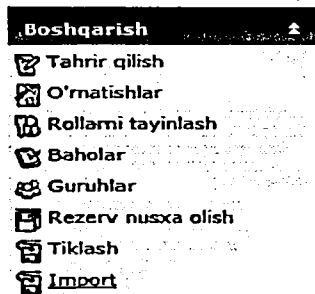 Boshqarish
Tahrir qilish
O'rnatishlar
Rollarni tayinlash
Baholar
Guruhlar
Rezerv nusxa olish
Tiklash
Import